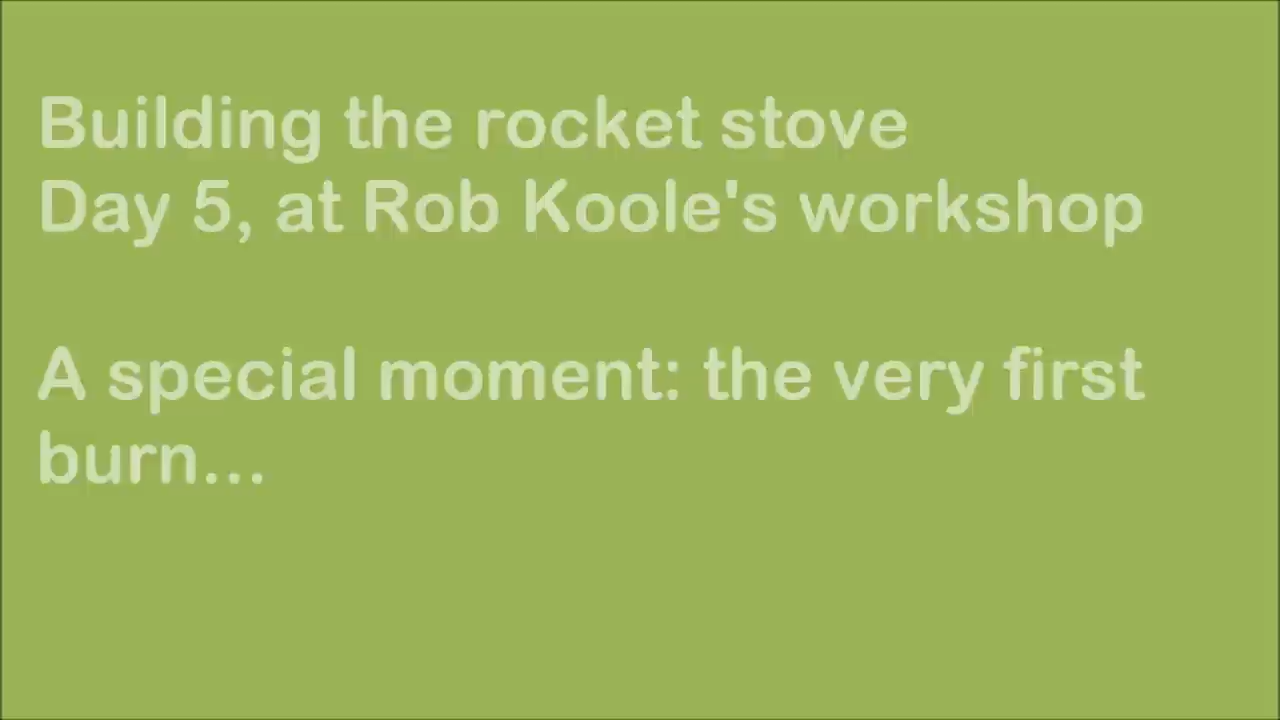 Building the rocket stove
Day 5, at Rob Koole's workshop
A special moment: the very first
burn...